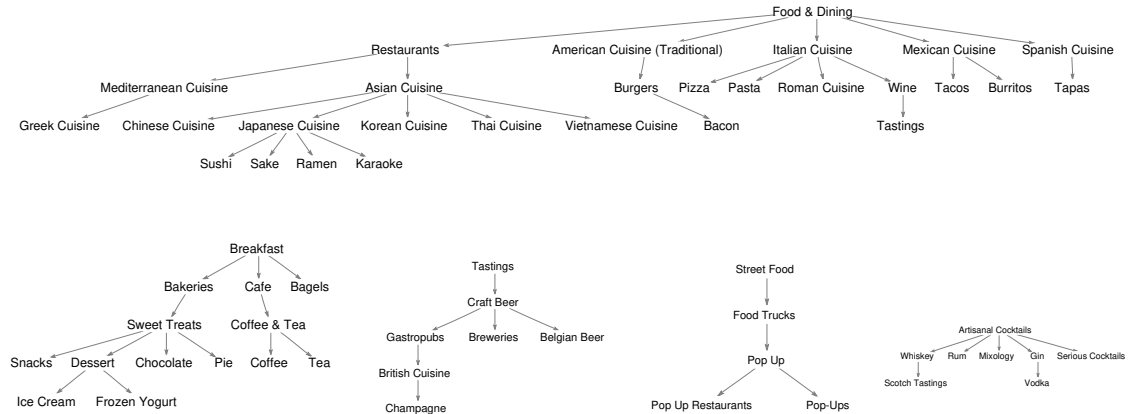 Food & Dining
Restaurants American Cuisine (Traditional) Italian Cuisine Mexican Cuisine Spanish Cuisine
Mediterranean Cuisine Asian Cuisine Burgers Pizza Pasta Roman Cuisine Wine Tacos Burritos Tapas
Greek Cuisine Chinese Cuisine Japanese Cuisine Korean Cuisine Thai Cuisine Vietnamese Cuisine Bacon Tastings
Sushi Sake Ramen Karaoke
Breakfast
Bakeries Cafe Bagels
Sweet Treats Coffee & Tea
Snacks Dessert Chocolate Pie Coffee Tea
Ice Cream Frozen Yogurt
Tastings
Craft Beer
Gastropubs Breweries Belgian Beer
British Cuisine
Champagne
Street Food
Food Trucks
Pop Up
Pop Up Restaurants Pop-Ups
Artisanal Cocktails
Whiskey Rum Mixology Gin Serious Cocktails
Scotch Tastings Vodka